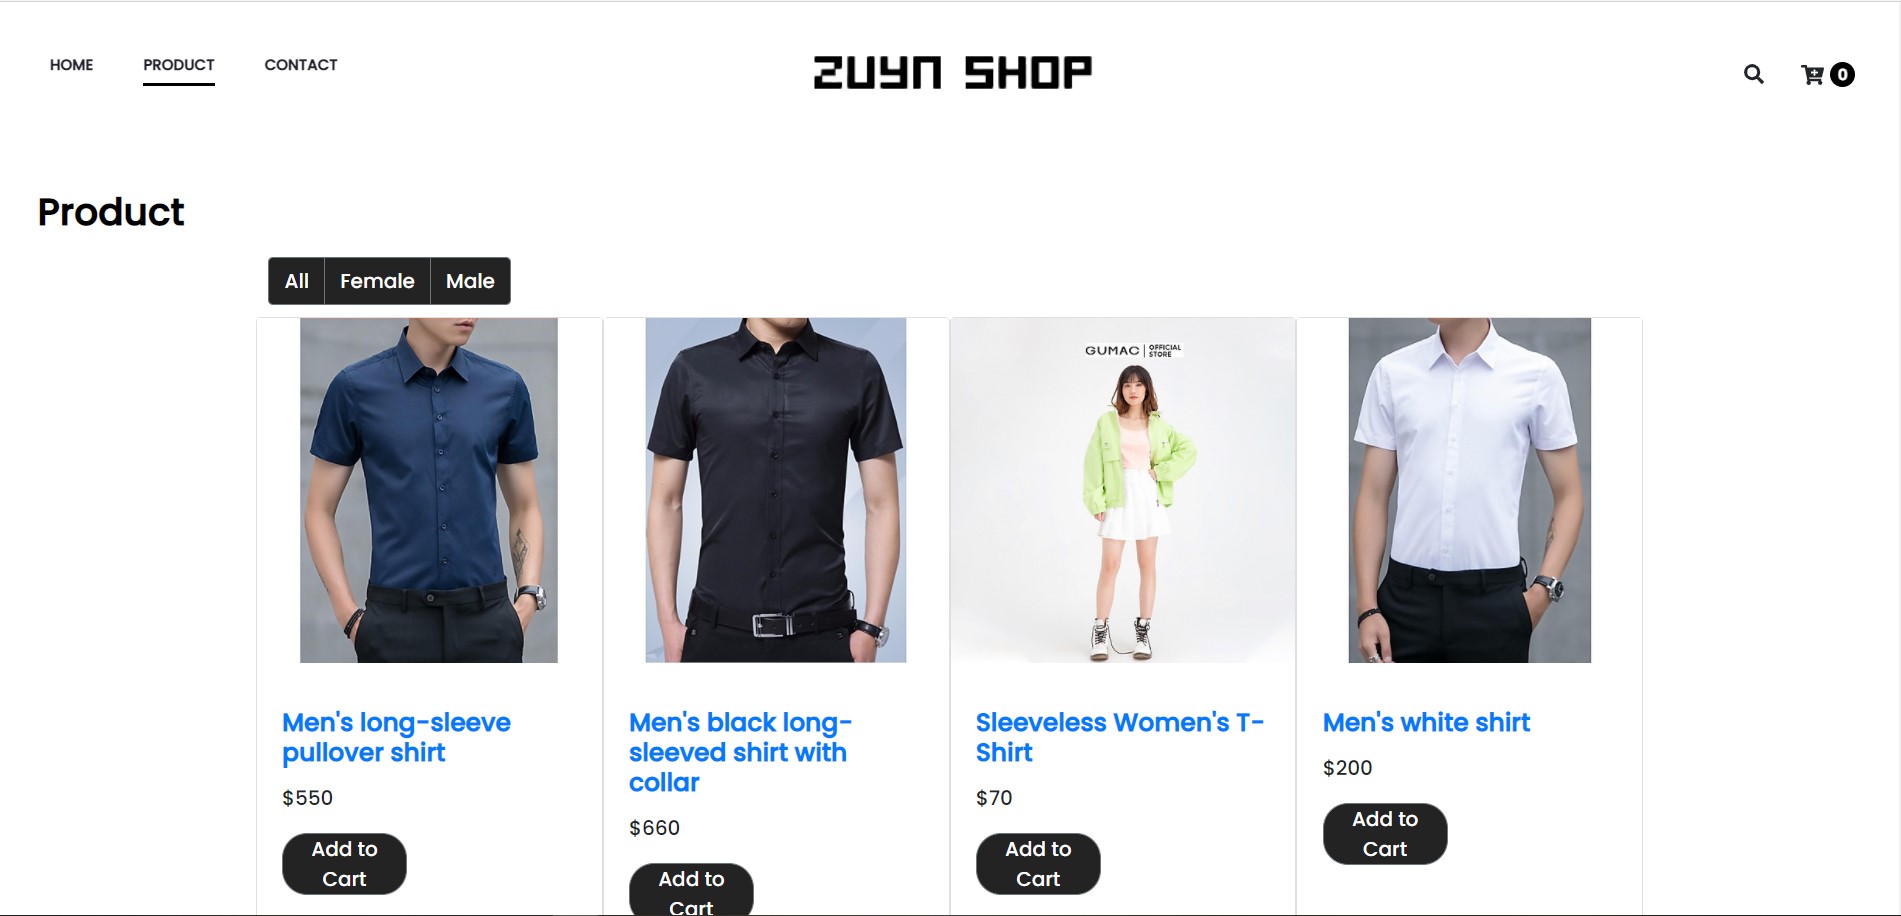 HOME
PRODUCT
CONTACT
ZUYN SHOP
0
Product
All
Female
Male
GUMAC | OFFICIAL
STORE
Men's long-sleeve
pullover shirt
$550
Add to
Cart
Men's black long-
sleeved shirt with
collar
$660
Add to
Cart
Sleeveless Women's T-
Shirt
$70
Add to
Cart
Men's white shirt
$200
Add to
Cart